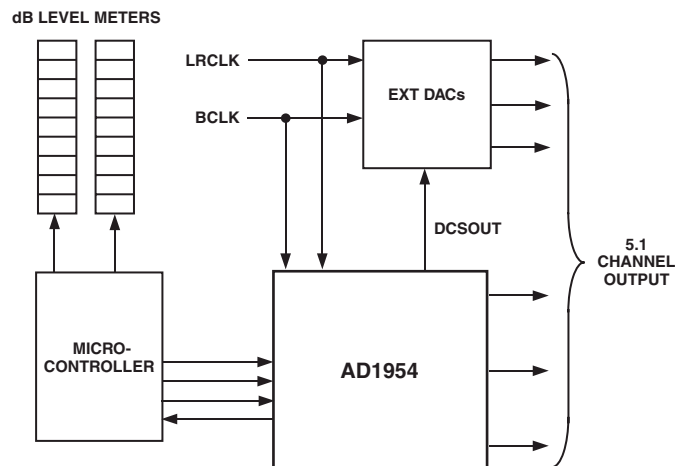 dB LEVEL METERS
LRCLK
BCLK
EXT DACs
DCSOUT
5.1
CHANNEL
OUTPUT
MICRO-
CONTROLLER
AD1954